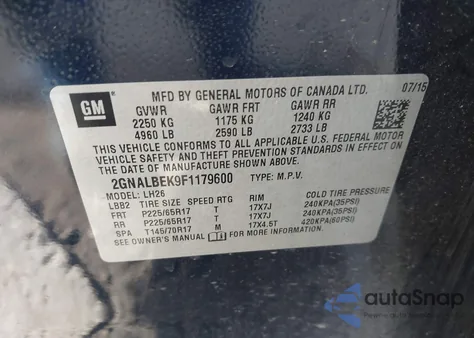 GM
MFD BY GENERAL MOTORS OF CANADA LTD. 07/15
GVWR GAWR FRT GAWR RR
2250 KG 1175 KG 1240 KG
4960 LB 2590 LB 2733 LB
THIS VEHICLE CONFORMS TO ALL APPLICABLE U.S. FEDERAL MOTOR
VEHICLE SAFETY, BUMPER, AND THEFT PREVENTION STANDARDS IN EFFECT ON
THE DATE OF MANUFACTURE SHOWN ABOVE.
2GNALBEK9F1179600 TYPE: M.P.V.
MODEL: LH26
LBB2 TIRE SIZE SPEED RTG RIM COLD TIRE PRESSURE
FRT P225/65R17 T 17X7J 240KPA(35PSI)
RR P225/65R17 T 17X7J 240KPA(35PSI)
SPA T145/70R17 M 17X4.5T 420KPA(60PSI)
SEE OWNER'S MANUAL FOR MORE INFORMATION.
autoSnap